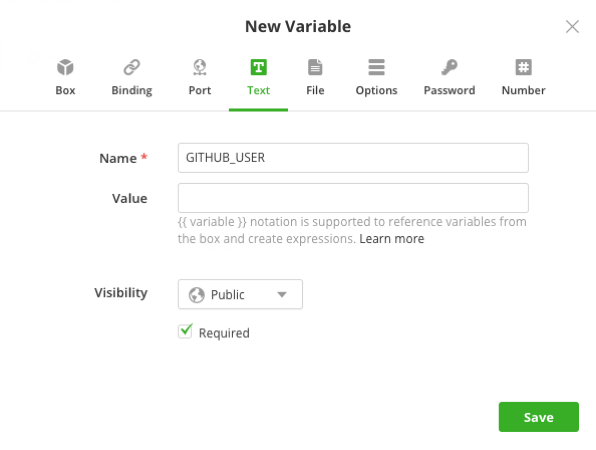 New Variable
Box Binding Port Text File Options Password Number
Name * GITHUB_USER
Value
{{ variable }} notation is supported to reference variables from
the box and create expressions. Learn more
Visibility Public
Required
Save